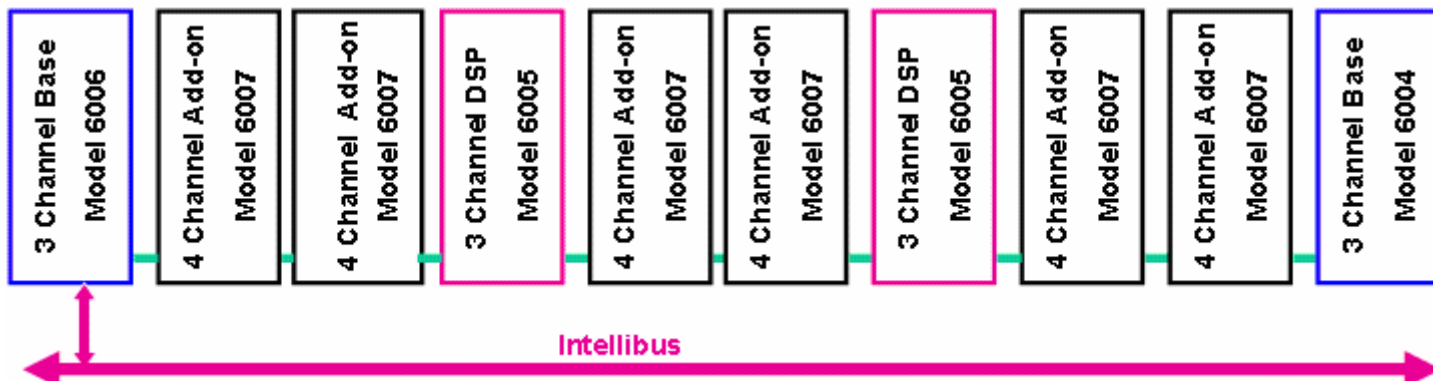 3 Channel Base
Model 6006
4 Channel Add-on
Model 6007
4 Channel Add-on
Model 6007
3 Channel DSP
Model 6005
4 Channel Add-on
Model 6007
4 Channel Add-on
Model 6007
3 Channel DSP
Model 6005
4 Channel Add-on
Model 6007
4 Channel Add-on
Model 6007
3 Channel Base
Model 6004
Intellibus